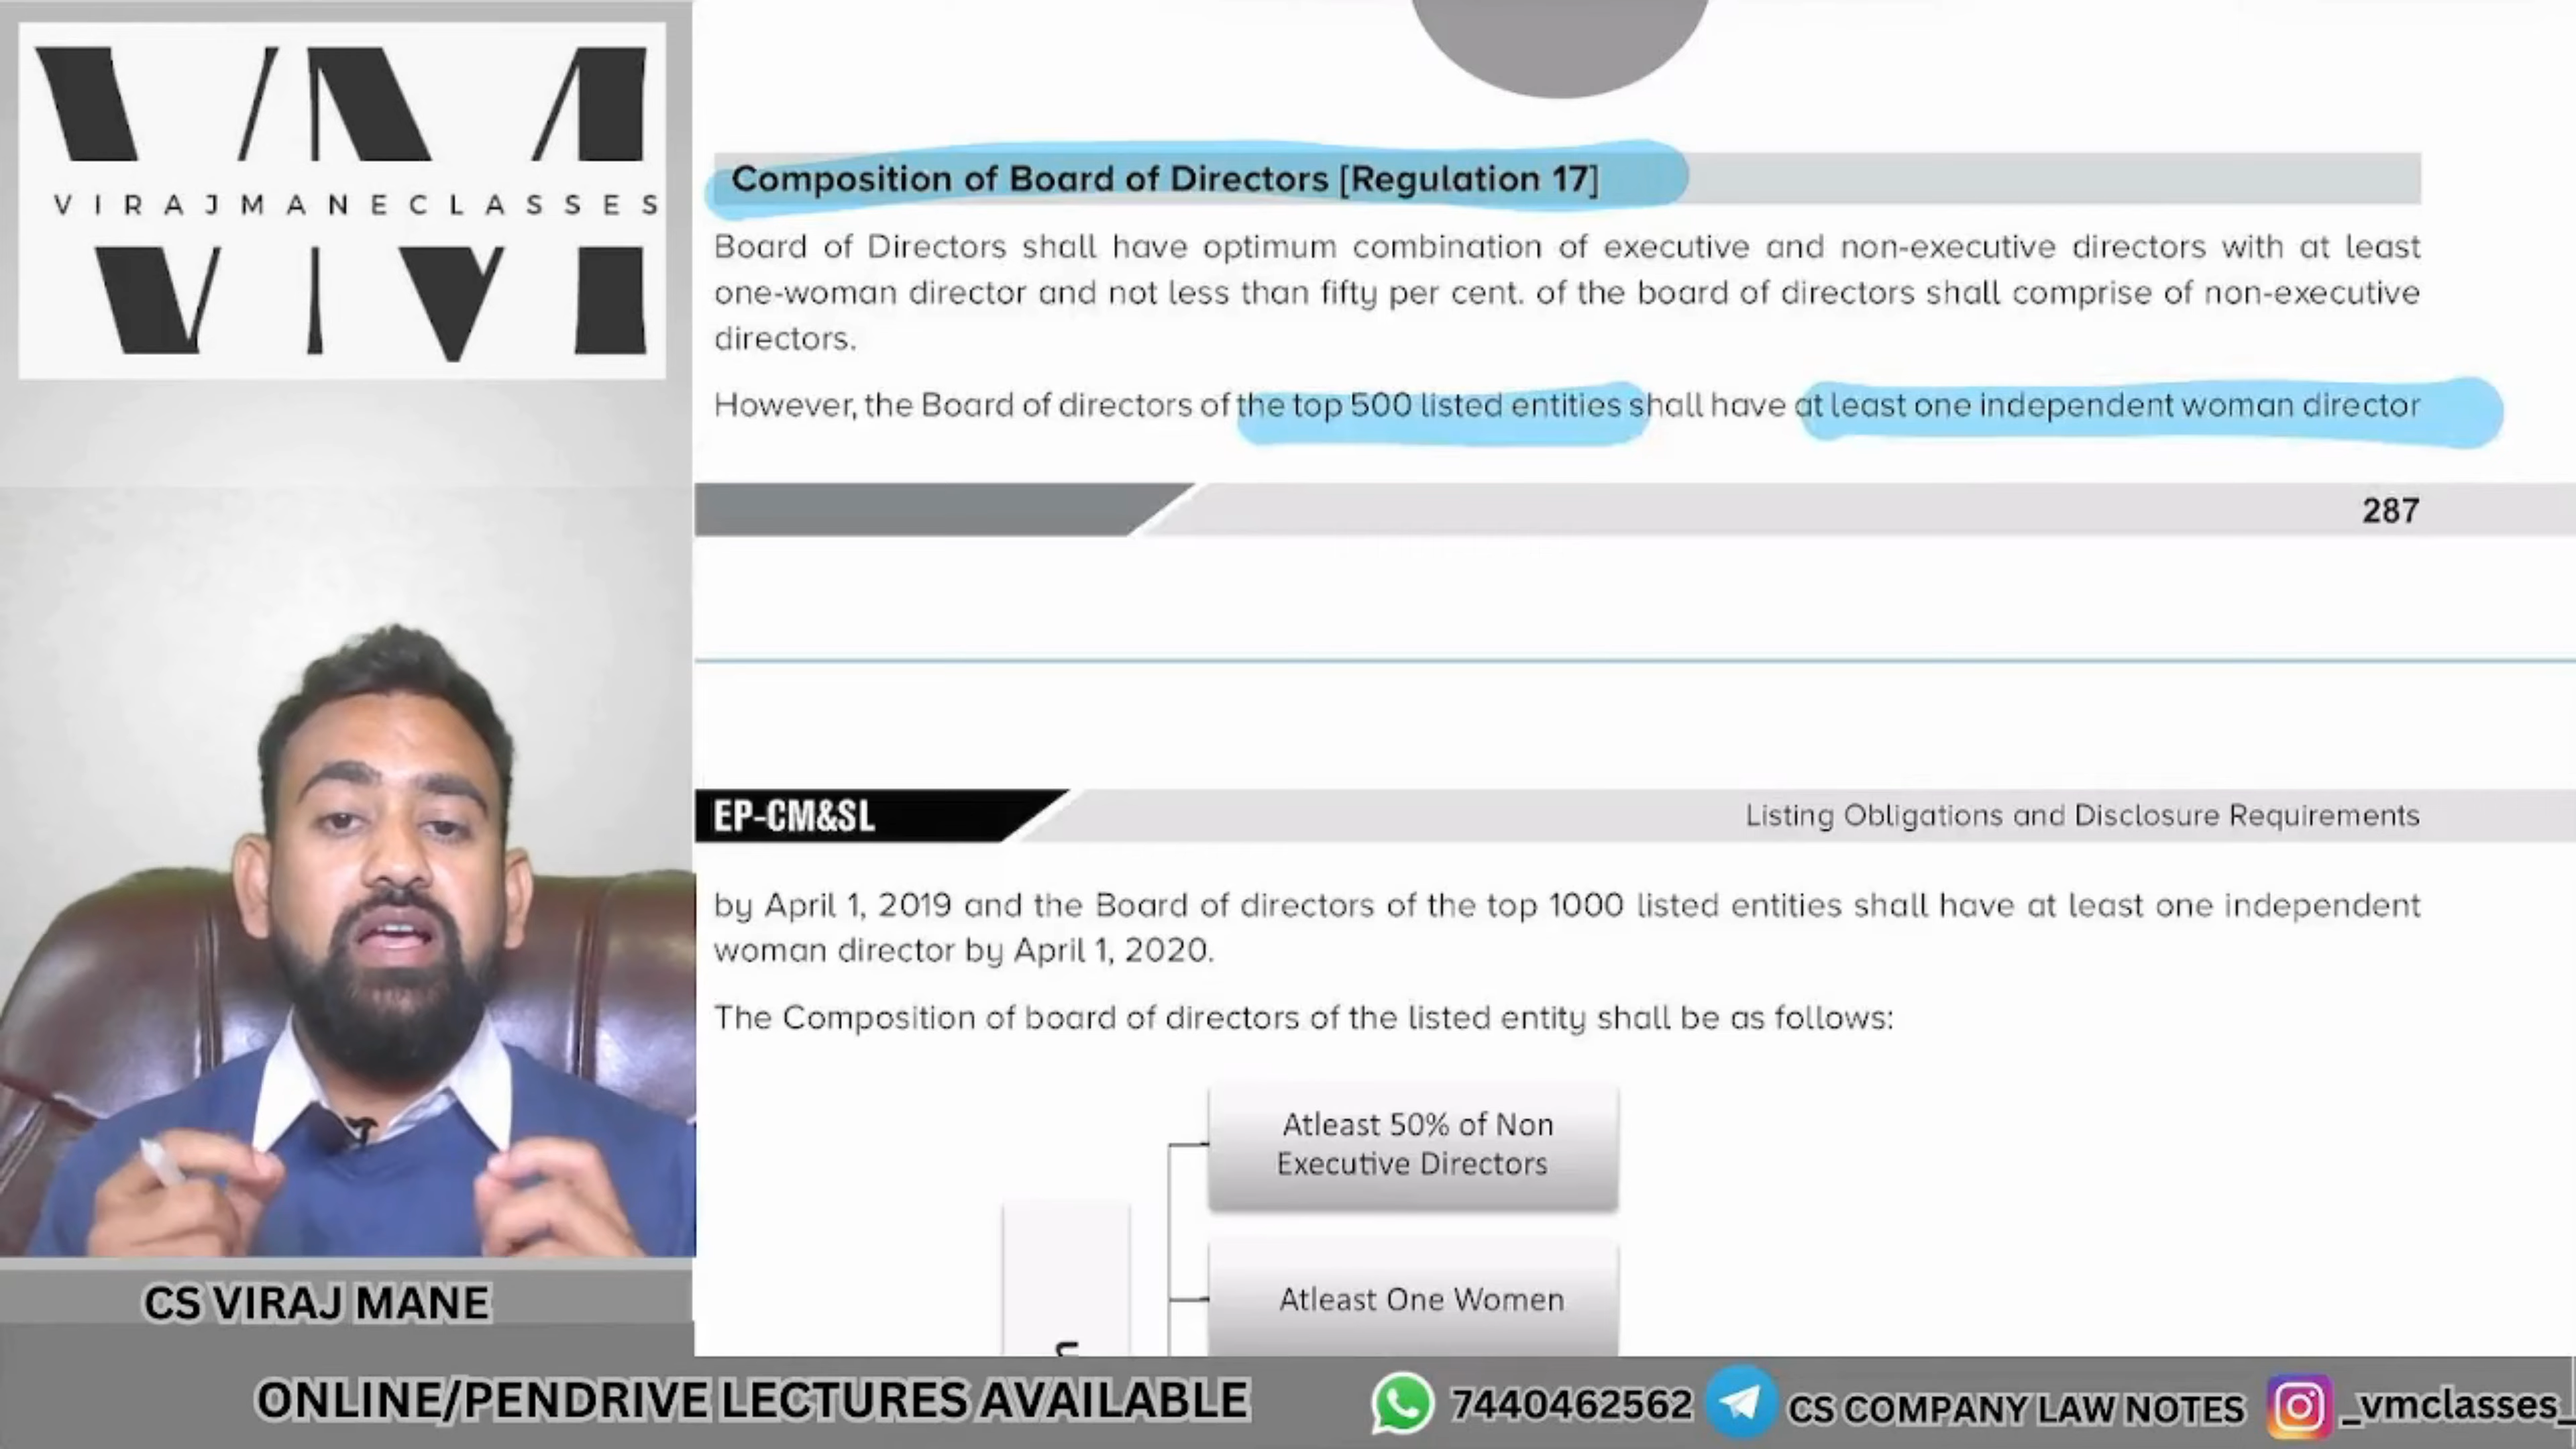 VIRAJMANECLASSES
Composition of Board of Directors [Regulation 17]
Board of Directors shall have optimum combination of executive and non-executive directors with at least
one-woman director and not less than fifty per cent. of the board of directors shall comprise of non-executive
directors.
However, the Board of directors of the top 500 listed entities shall have at least one independent woman director
287
EP-CM&SL
Listing Obligations and Disclosure Requirements
by April 1, 2019 and the Board of directors of the top 1000 listed entities shall have at least one independent
woman director by April 1, 2020.
The Composition of board of directors of the listed entity shall be as follows:
Atleast 50% of Non
Executive Directors
Atleast One Women
n
CS VIRAJ MANE
ONLINE/PENDRIVE LECTURES AVAILABLE
7440462562
CS COMPANY LAW NOTES
_vmclasses_